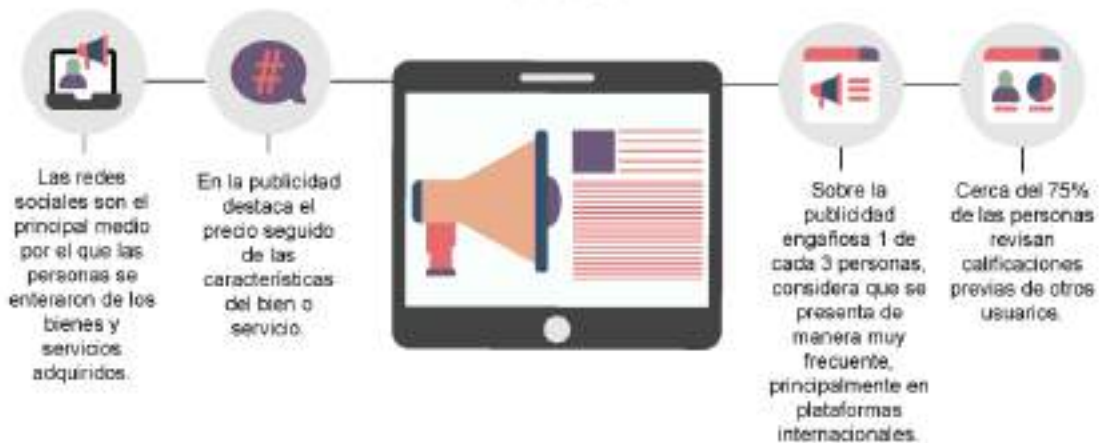 Las redes
sociales son el
principal medio
por el que las
personas se
enteraron de los
bienes y
servicios
adquiridos.
#
En la publicidad
destaca el
precio seguido
de las
características
del bien o
servicio.
Sobre la
publicidad
engañosa 1 de
cada 3 personas,
considera que se
presenta de
manera muy
frecuente,
principalmente en
plataformas
internacionales.
Cerca del 75%
de las personas
revisan
calificaciones
previas de otros
usuarios.